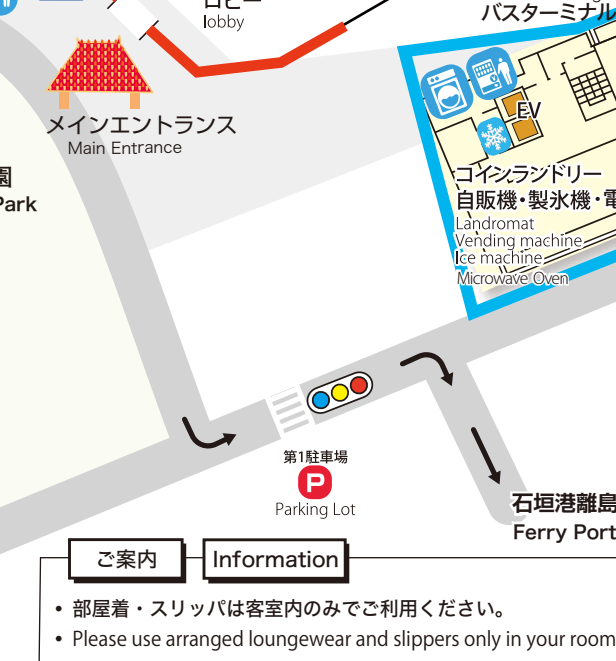 ロビー
lobby
バスターミナル
メインエントランス
Main Entrance
EV
園
Park
コインランドリー
自販機・製氷機・電
Landromat
Vending machine
Ice machine
Microwave Oven
第1駐車場
P
Parking Lot
石垣港離島
Ferry Port
ご案内
Information
• 部屋着・スリッパは客室内のみでご利用ください。
• Please use arranged loungewear and slippers only in your room